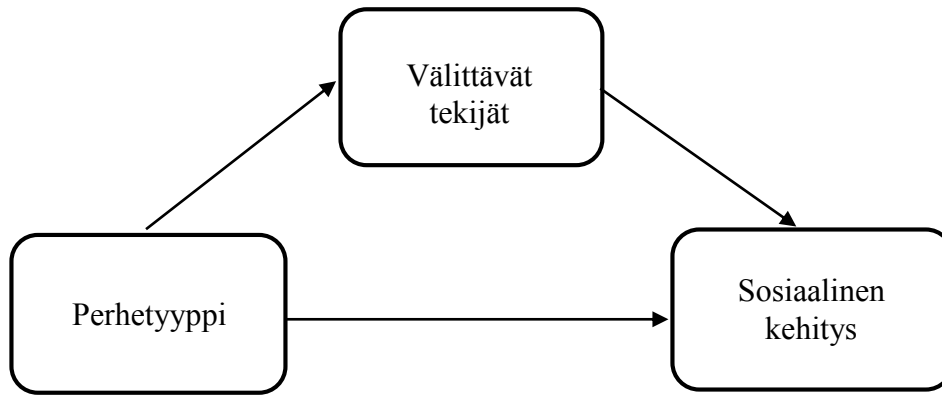 Välittävät
tekijät
Perhetyyppi
Sosiaalinen
kehitys